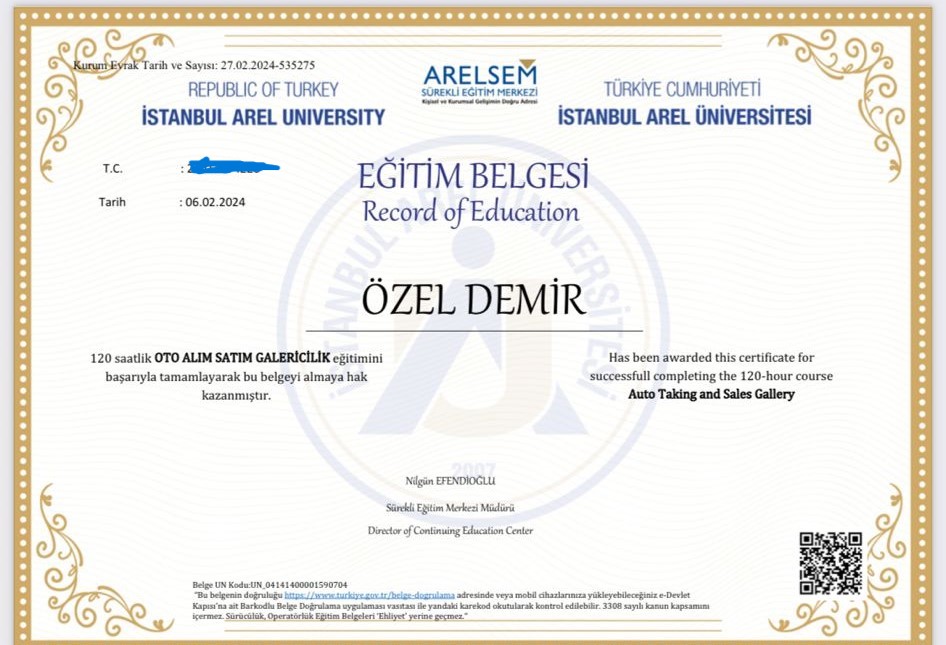 Kurum Evrak Tarih ve Sayısı: 27.02.2024-535275
REPUBLIC OF TURKEY
İSTANBUL AREL UNIVERSITY
ARELSEM
SÜREKLİ EĞİTİM MERKEZİ
Kişisel ve Kurumsal Gelişimin Doğru Adresi
TÜRKİYE CUMHURİYETİ
İSTANBUL AREL ÜNİVERSİTESİ
T.C. :
Tarih : 06.02.2024
EĞİTİM BELGESİ
Record of Education
İSTANBUL AREL ÜNİVERSİTESİ
ÖZEL DEMİR
120 saatlik OTO ALIM SATIM GALERİCİLİK eğitimini
başarıyla tamamlayarak bu belgeyi almaya hak
kazanmıştır.
Has been awarded this certificate for
successfull completing the 120-hour course
Auto Taking and Sales Gallery
2007
Nilgün EFENDİOĞLU
Sürekli Eğitim Merkezi Müdürü
Director of Continuing Education Center
Belge UN Kodu:UN_04141400001590704
"Bu belgenin doğruluğu https://www.turkiye.gov.tr/belge-dogrulama adresinde veya mobil cihazlarınıza yükleyebileceğiniz e-Devlet
Kapısı'na ait Barkodlu Belge Doğrulama uygulaması vasıtası ile yandaki karekod okutularak kontrol edilebilir. 3308 sayılı kanun kapsamını
içermez. Sürücülük, Operatörlük Eğitim Belgeleri 'Ehliyet' yerine geçmez."